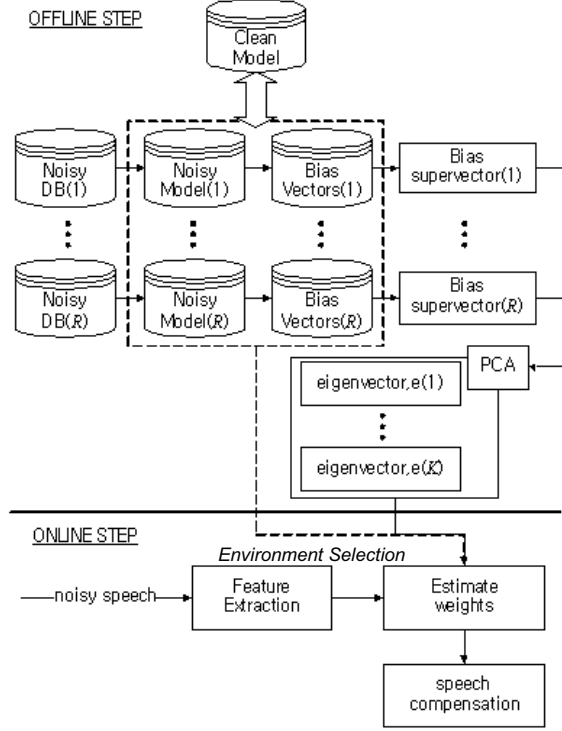 OFFLINE STEP
Clean
Model
Noisy
DB(1)
Noisy
Model(1)
Bias
Vectors(1)
Bias
supervector(1)
Noisy
DB(R)
Noisy
Model(R)
Bias
Vectors(R)
Bias
supervector(R)
PCA
eigenvector,e(1)
eigenvector,e(K)
ONLINE STEP
Environment Selection
noisy speech
Feature
Extraction
Estimate
weights
speech
compensation